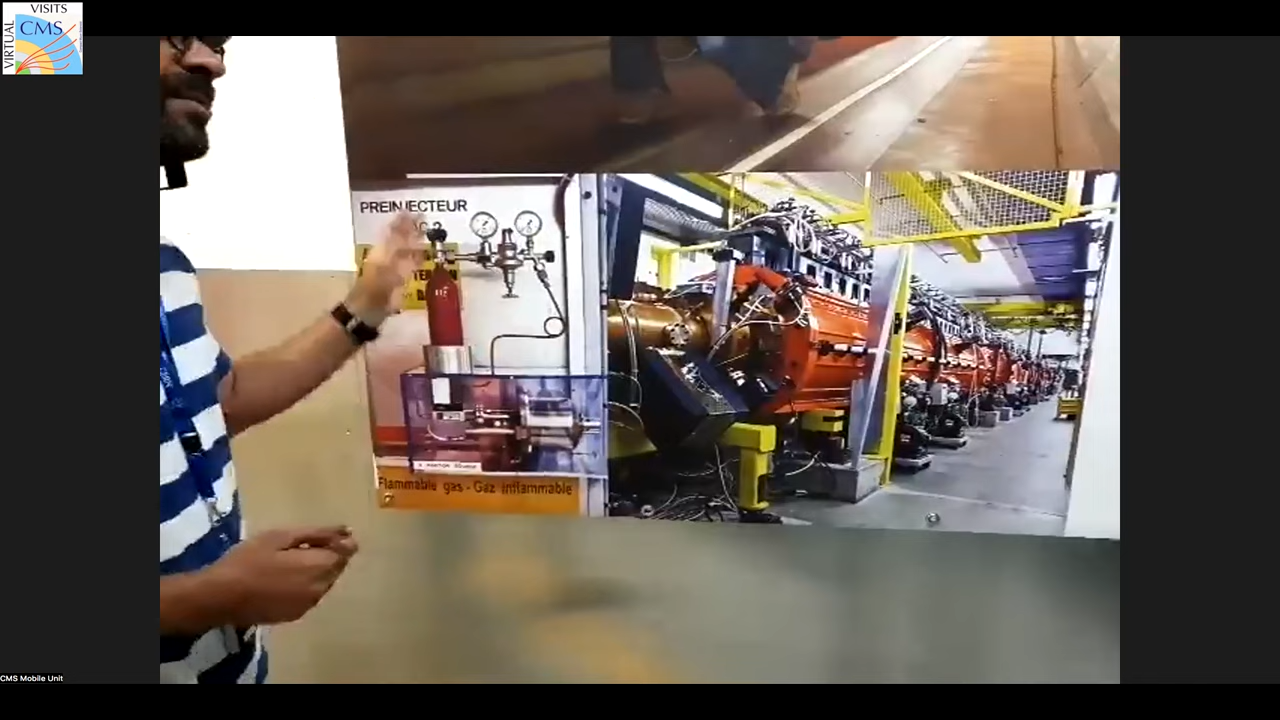 VISITS
VIRTUAL
CMS
PREINJECTEUR
Flammable gas - Gaz inflammable
CMS Mobile Unit